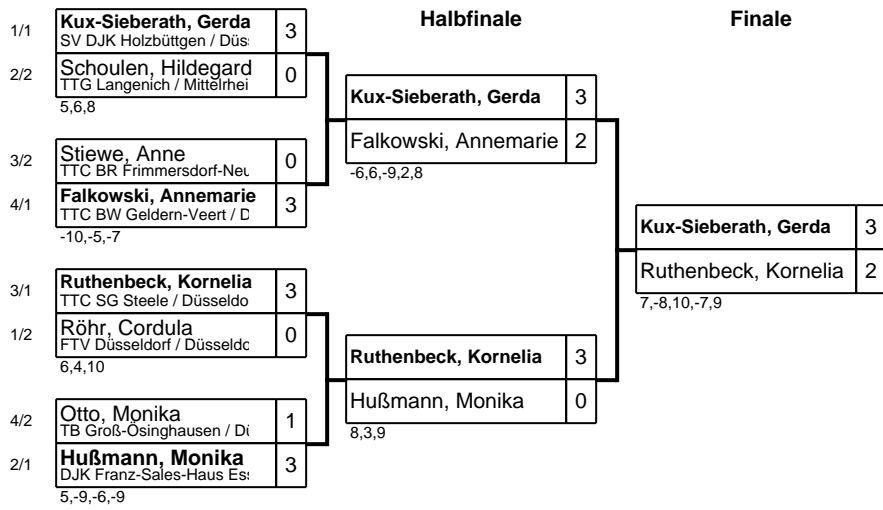 Halbfinale
Finale
1/1
Kux-Sieberath, Gerda 3
SV DJK Holzbüttgen / Düs
2/2
Schoulen, Hildegard 0
TTG Langenich / Mittelrhei
5,6,8
3/2
Stiewe, Anne 0
TTC BR Frimmersdorf-Neu
4/1
Falkowski, Annemarie 3
TTC BW Geldern-Veert / D
-10,-5,-7
3/1
Ruthenbeck, Kornelia 3
TTC SG Steele / Düsseldo
1/2
Röhr, Cordula 0
FTV Düsseldorf / Düsseldo
6,4,10
4/2
Otto, Monika 1
TB Groß-Ösinghausen / Dü
2/1
Hußmann, Monika 3
DJK Franz-Sales-Haus Ess
5,-9,-6,-9
Kux-Sieberath, Gerda 3
Falkowski, Annemarie 2
-6,6,-9,2,8
Ruthenbeck, Kornelia 3
Hußmann, Monika 0
8,3,9
Kux-Sieberath, Gerda 3
Ruthenbeck, Kornelia 2
7,-8,10,-7,9